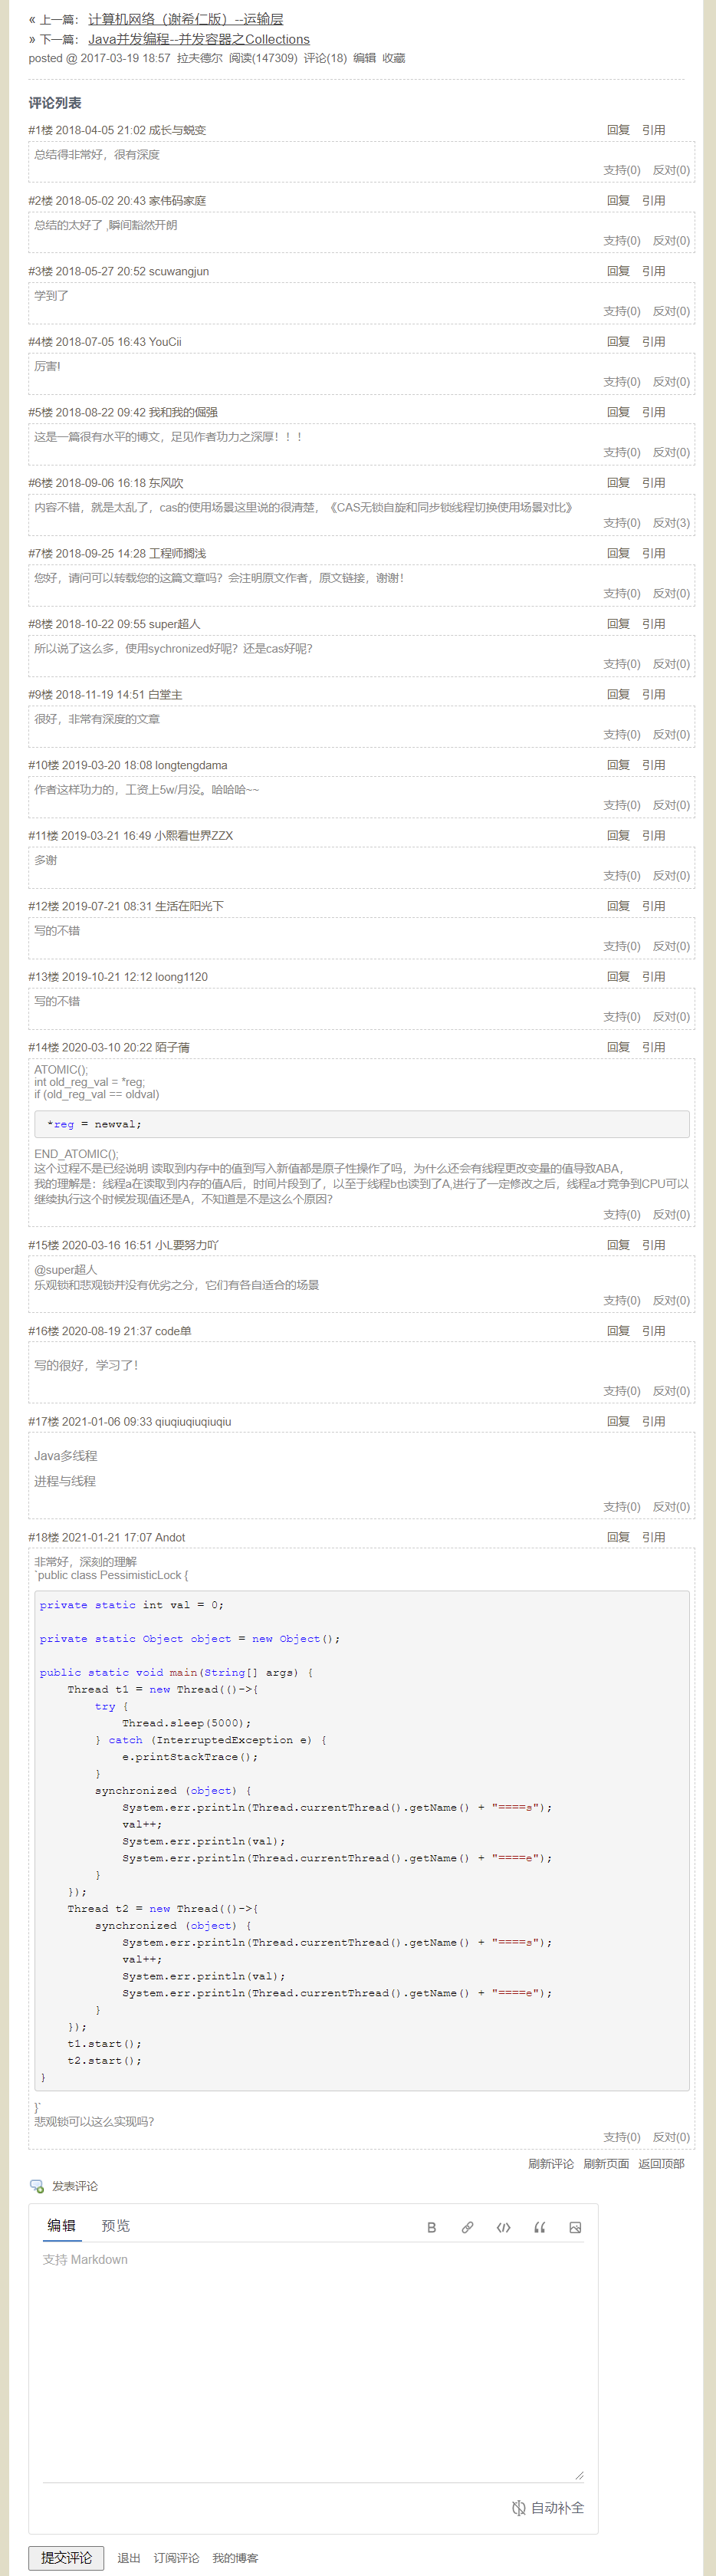 « 上一篇： 计算机网络（谢希仁版）--运输层
» 下一篇： Java并发编程--并发容器之Collections
posted @ 2017-03-19 18:57 拉夫德尔 阅读(147309) 评论(18) 编辑 收藏
评论列表
#1楼 2018-04-05 21:02 成长与蜕变 回复 引用
总结得非常好，很有深度
支持(0) 反对(0)
#2楼 2018-05-02 20:43 家伟码家庭 回复 引用
总结的太好了 ,瞬间豁然开朗
支持(0) 反对(0)
#3楼 2018-05-27 20:52 scuwangjun 回复 引用
学到了
支持(0) 反对(0)
#4楼 2018-07-05 16:43 YouCii 回复 引用
厉害!
支持(0) 反对(0)
#5楼 2018-08-22 09:42 我和我的倔强 回复 引用
这是一篇很有水平的博文，足见作者功力之深厚！！！
支持(0) 反对(0)
#6楼 2018-09-06 16:18 东风吹 回复 引用
内容不错，就是太乱了，cas的使用场景这里说的很清楚，《CAS无锁自旋和同步锁线程切换使用场景对比》
支持(0) 反对(3)
#7楼 2018-09-25 14:28 工程师搁浅 回复 引用
您好，请问可以转载您的这篇文章吗？会注明原文作者，原文链接，谢谢！
支持(0) 反对(0)
#8楼 2018-10-22 09:55 super超人 回复 引用
所以说了这么多，使用sychronized好呢？还是cas好呢？
支持(0) 反对(0)
#9楼 2018-11-19 14:51 白堂主 回复 引用
很好，非常有深度的文章
支持(0) 反对(0)
#10楼 2019-03-20 18:08 longtengdama 回复 引用
作者这样功力的，工资上5w/月没。哈哈哈~~
支持(0) 反对(0)
#11楼 2019-03-21 16:49 小熙看世界ZZX 回复 引用
多谢
支持(0) 反对(0)
#12楼 2019-07-21 08:31 生活在阳光下 回复 引用
写的不错
支持(0) 反对(0)
#13楼 2019-10-21 12:12 loong1120 回复 引用
写的不错
支持(0) 反对(0)
#14楼 2020-03-10 20:22 陌子蒨 回复 引用
ATOMIC();
int old_reg_val = *reg;
if (old_reg_val == oldval)
*reg = newval;
END_ATOMIC();
这个过程不是已经说明 读取到内存中的值到写入新值都是原子性操作了吗，为什么还会有线程更改变量的值导致ABA，
我的理解是：线程a在读取到内存的值A后，时间片段到了，以至于线程b也读到了A,进行了一定修改之后，线程a才竞争到CPU可以
继续执行这个时候发现值还是A，不知道是不是这么个原因？
支持(0) 反对(0)
#15楼 2020-03-16 16:51 小L要努力吖 回复 引用
@super超人
乐观锁和悲观锁并没有优劣之分，它们有各自适合的场景
支持(0) 反对(0)
#16楼 2020-08-19 21:37 code单 回复 引用
写的很好，学习了！
支持(0) 反对(0)
#17楼 2021-01-06 09:33 qiuqiuqiuqiuqiu 回复 引用
Java多线程
进程与线程
支持(0) 反对(0)
#18楼 2021-01-21 17:07 Andot 回复 引用
非常好，深刻的理解
`public class PessimisticLock {
private static int val = 0;
private static Object object = new Object();
public static void main(String[] args) {
Thread t1 = new Thread(()->{
try {
Thread.sleep(5000);
} catch (InterruptedException e) {
e.printStackTrace();
}
synchronized (object) {
System.err.println(Thread.currentThread().getName() + "====s");
val++;
System.err.println(val);
System.err.println(Thread.currentThread().getName() + "====e");
}
});
Thread t2 = new Thread(()->{
synchronized (object) {
System.err.println(Thread.currentThread().getName() + "====s");
val++;
System.err.println(val);
System.err.println(Thread.currentThread().getName() + "====e");
}
});
t1.start();
t2.start();
}
}`
悲观锁可以这么实现吗？
支持(0) 反对(0)
刷新评论 刷新页面 返回顶部
发表评论
编辑 预览 B
支持 Markdown
自动补全
提交评论 退出 订阅评论 我的博客